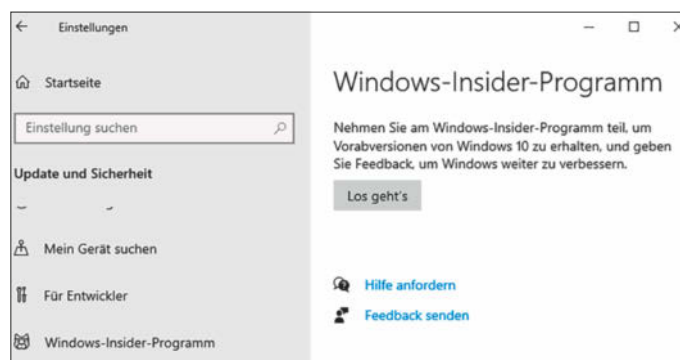 Einstellungen
Startseite
Einstellung suchen
Update und Sicherheit
Mein Gerät suchen
Für Entwickler
Windows-Insider-Programm
Windows-Insider-Programm
Nehmen Sie am Windows-Insider-Programm teil, um
Vorabversionen von Windows 10 zu erhalten, und geben
Sie Feedback, um Windows weiter zu verbessern.
Los geht's
Hilfe anfordern
Feedback senden